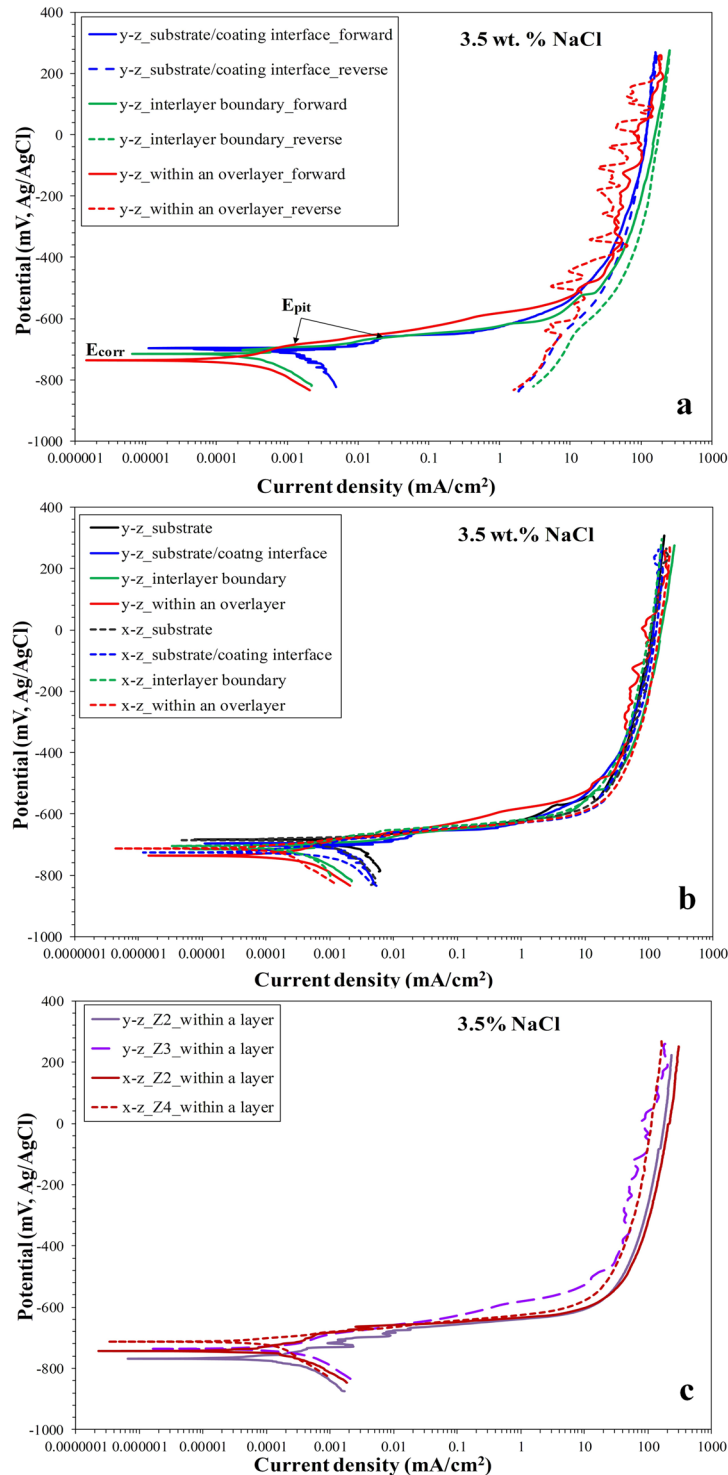 400
200
0
-200
-400
-600
-800
-1000
Potential (mV, Ag/AgCl)
y-z_substrate/coating interface_forward
y-z_substrate/coating interface_reverse
y-z_interlayer boundary_forward
y-z_interlayer boundary_reverse
y-z_within an overlayer_forward
y-z_within an overlayer_reverse
3.5 wt. % NaCl
Epit
Ecorr
a
0.000001 0.00001 0.0001 0.001 0.01 0.1 1 10 100 1000
Current density (mA/cm²)
400
200
0
-200
-400
-600
-800
-1000
Potential (mV, Ag/AgCl)
y-z_substrate
y-z_substrate/coatng interface
y-z_interlayer boundary
y-z_within an overlayer
x-z_substrate
x-z_substrate/coating interface
x-z_interlayer boundary
x-z_within an overlayer
3.5 wt.% NaCl
b
0.0000001 0.000001 0.00001 0.0001 0.001 0.01 0.1 1 10 100 1000
Current density (mA/cm²)
400
200
0
-200
-400
-600
-800
-1000
Potential (mV, Ag/AgCl)
y-z_Z2_within a layer
y-z_Z3_within a layer
x-z_Z2_within a layer
x-z_Z4_within a layer
3.5% NaCl
c
0.0000001 0.000001 0.00001 0.0001 0.001 0.01 0.1 1 10 100 1000
Current density (mA/cm²)